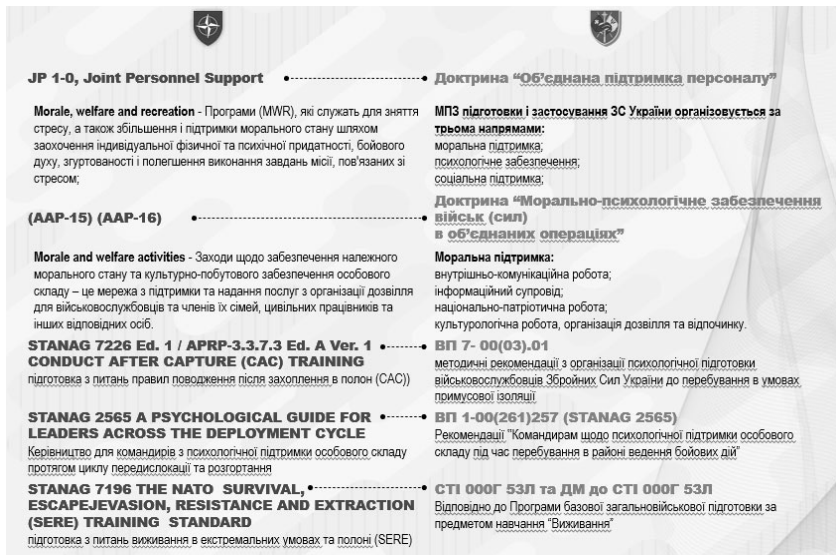 JP 1-0, Joint Personnel Support
Morale, welfare and recreation - Програми (MWR), які служать для зняття
стресу, а також збільшення і підтримки морального стану шляхом
заохочення індивідуальної фізичної та психічної придатності, бойового
духу, згуртованості і полегшення виконання завдань місії, пов'язаних зі
стресом;
(AAP-15) (AAP-16)
Morale and welfare activities - Заходи щодо забезпечення належного
морального стану та культурно-побутового забезпечення особового
складу – це мережа з підтримки та надання послуг з організації дозвілля
для військовослужбовців та членів їх сімей, цивільних працівників та
інших відповідних осіб.
STANAG 7226 Ed. 1 / APRP-3.3.7.3 Ed. A Ver. 1
CONDUCT AFTER CAPTURE (CAC) TRAINING
підготовка з питань правил поводження після захоплення в полон (CAC))
STANAG 2565 A PSYCHOLOGICAL GUIDE FOR
LEADERS ACROSS THE DEPLOYMENT CYCLE
Керівництво для командирів з психологічної підтримки особового складу
протягом циклу передислокації та розгортання
STANAG 7196 THE NATO SURVIVAL,
ESCAPEJEVASION, RESISTANCE AND EXTRACTION
(SERE) TRAINING STANDARD
підготовка з питань виживання в екстремальних умовах та полоні (SERE)
Доктрина “Об’єднана підтримка персоналу”
МПЗ підготовки і застосування ЗС України організовується за
трьома напрямами:
моральна підтримка;
психологічне забезпечення;
соціальна підтримка;
Доктрина “Морально-психологічне забезпечення
військ (сил)
в об’єднаних операціях”
Моральна підтримка:
внутрішньо-комунікаційна робота;
інформаційний супровід;
національно-патріотична робота;
культурологічна робота, організація дозвілля та відпочинку.
ВП 7- 00(03).01
методичні рекомендації з організації психологічної підготовки
військовослужбовців Збройних Сил України до перебування в умовах
примусової ізоляції
ВП 1-00(261)257 (STANAG 2565)
Рекомендації "Командирам щодо психологічної підтримки особового
складу під час перебування в районі ведення бойових дій”
СТІ 000Г 53Л та ДМ до СТІ 000Г 53Л
Відповідно до Програми базової загальновійськової підготовки за
предметом навчання “Виживання”